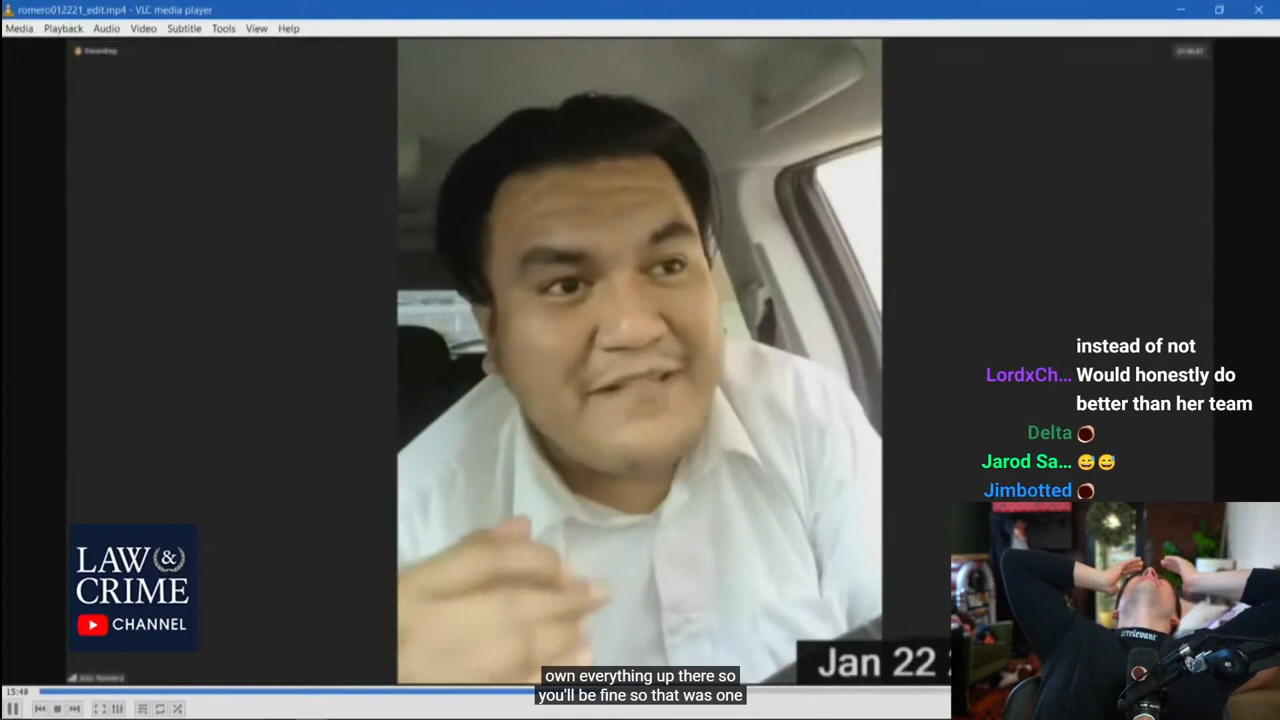 romero012221_edit.mp4 - VLC media player
Media Playback Audio Video Subtitle Tools View Help
instead of not
LordxCh... Would honestly do
better than her team
Delta
Jarod Sa...
Jimbotted
LAW &
CRIME
CHANNEL
irrelevant
Jan 22
own everything up there so
you'll be fine so that was one
15:40